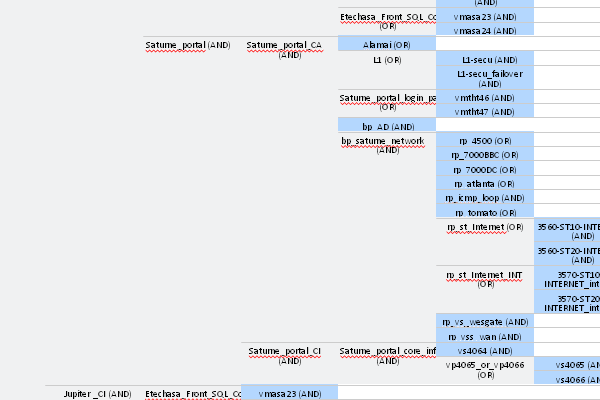 (AND)
Etechasa_Front_SQL_Co vmasa23 (AND)
(OR) vmasa24 (AND)
Satume_portal (AND) Satume_portal_CA Alamai (OR)
(AND) L1 (OR) L1-secu (AND)
L1-secu_failover
(AND)
Satume_portal_login_pa vmtht46 (AND)
(OR) vmtht47 (AND)
bp_AD (AND)
bp_satume_network rp_4500 (OR)
(AND) rp_7000BBC (OR)
rp_7000DC (OR)
rp_atlanta (OR)
rp_icmp_loop (AND)
rp_tomato (OR)
rp_st_Internet (OR) 3560-ST10-INTE
(AND)
3560-ST20-INTE
(AND)
rp_st_Internet_INT 3570-ST10
(OR) INTERNET_int
3570-ST20
INTERNET_int
rp_vs_wesgate (AND)
rp_vss_wan (AND)
Satume_portal_CI Satume_portal_core_inf vs4064 (AND)
(AND) vp4065_or_vp4066 vs4065 (AN
(OR) vs4066 (AN
Jupiter_CI (AND) Etechasa_Front_SQL_Co vmasa23 (AND)